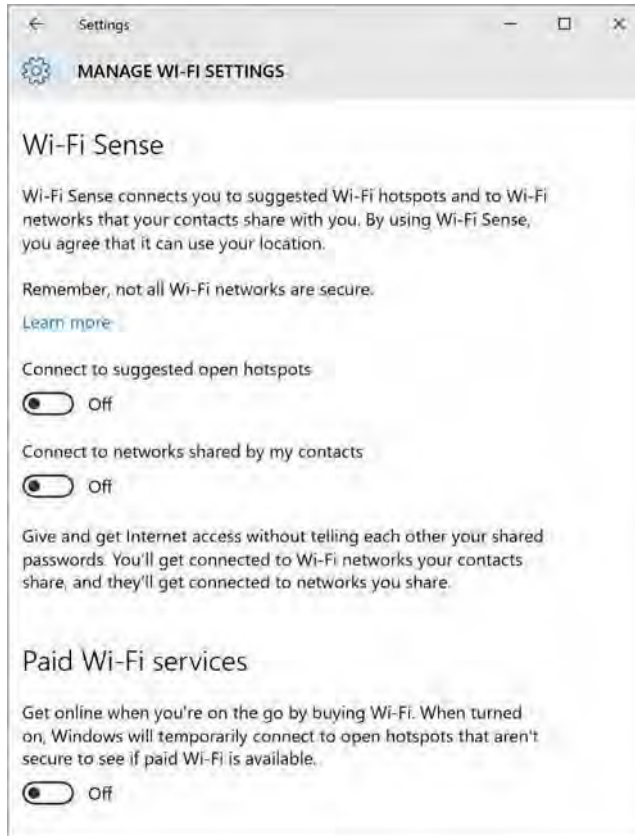 Settings
MANAGE WI-FI SETTINGS
Wi-Fi Sense
Wi-Fi Sense connects you to suggested Wi-Fi hotspots and to Wi-Fi
networks that your contacts share with you. By using Wi-Fi Sense,
you agree that it can use your location.
Remember, not all Wi-Fi networks are secure.
Learn more
Connect to suggested open hotspots
Off
Connect to networks shared by my contacts
Off
Give and get Internet access without telling each other your shared
passwords. You'll get connected to Wi-Fi networks your contacts
share, and they'll get connected to networks you share.
Paid Wi-Fi services
Get online when you're on the go by buying Wi-Fi. When turned
on, Windows will temporarily connect to open hotspots that aren't
secure to see if paid Wi-Fi is available.
Off